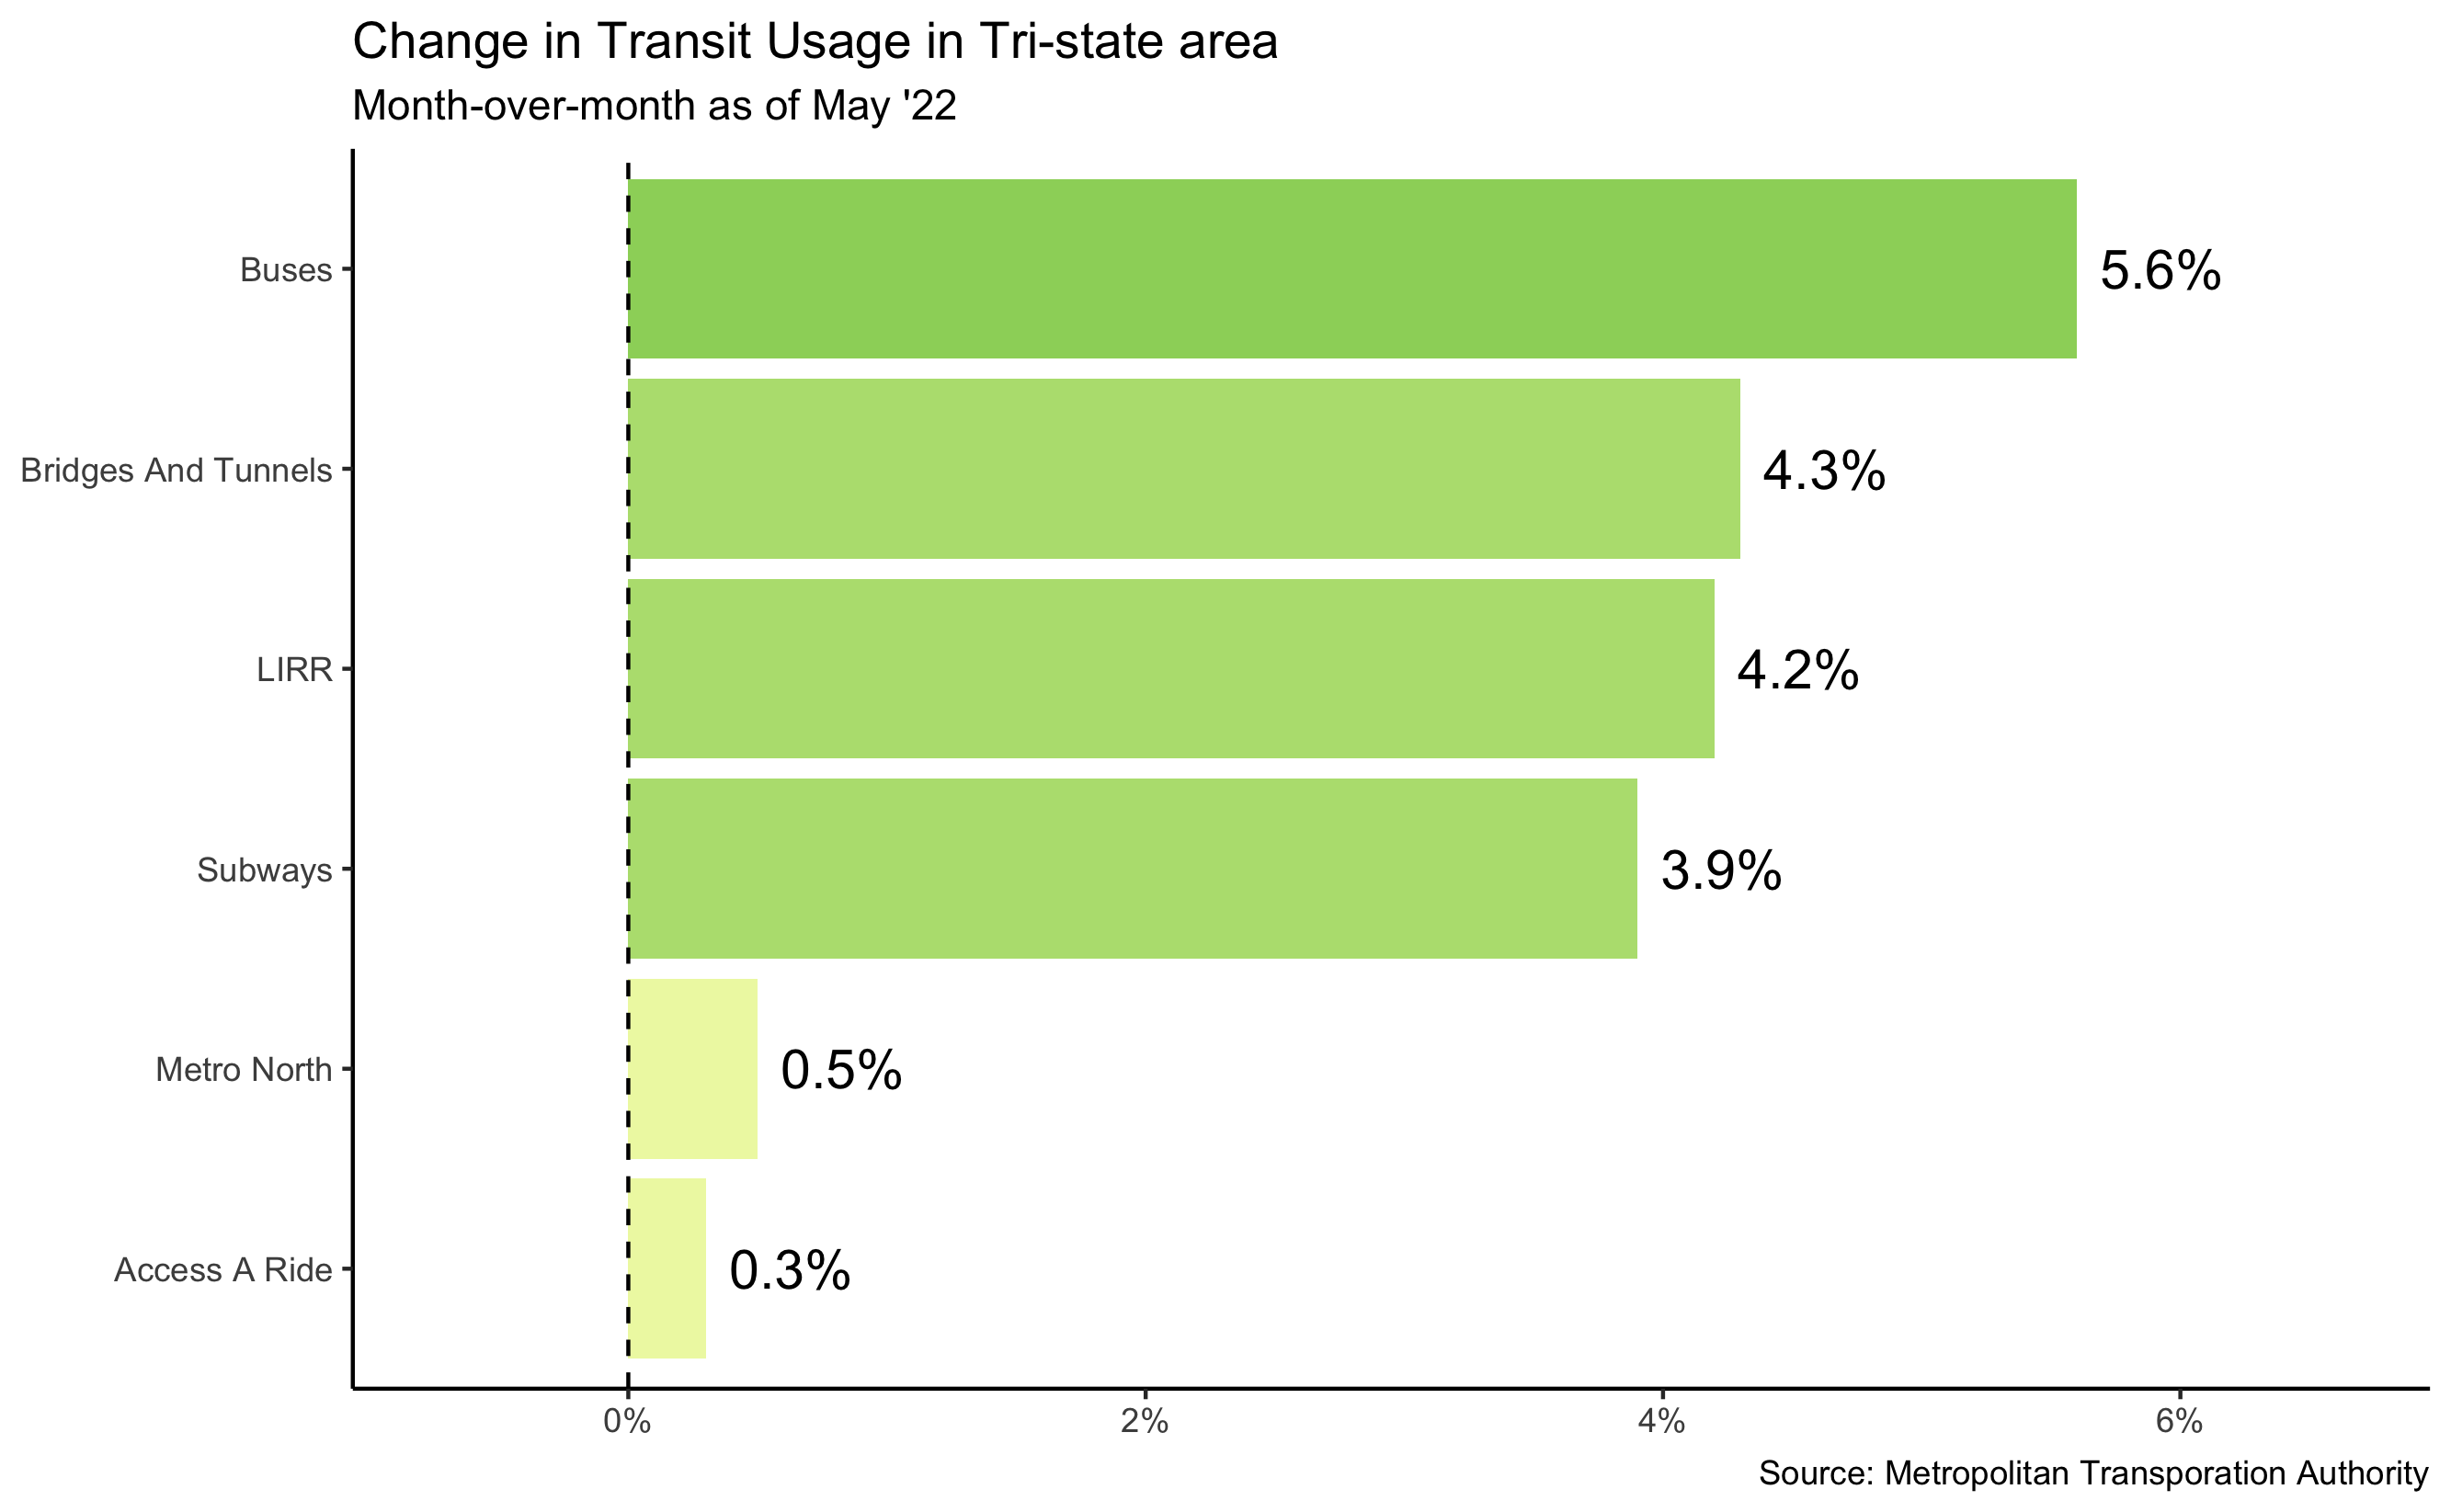 Change in Transit Usage in Tri-state area
Month-over-month as of May '22
Buses
5.6%
Bridges And Tunnels
4.3%
LIRR
4.2%
Subways
3.9%
Metro North
0.5%
Access A Ride
0.3%
0%
2%
4%
6%
Source: Metropolitan Transporation Authority